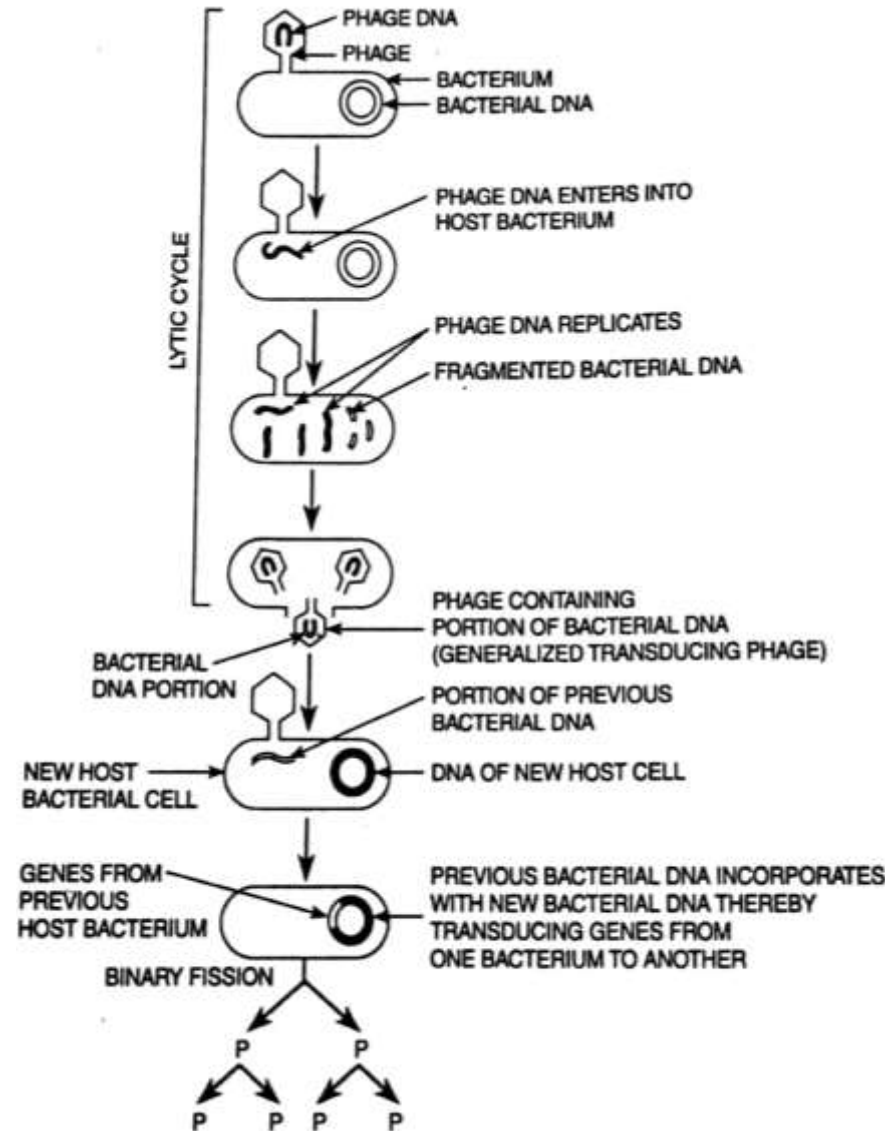 PHAGE DNA
PHAGE
BACTERIUM
BACTERIAL DNA
PHAGE DNA ENTERS INTO
HOST BACTERIUM
LYTIC CYCLE
PHAGE DNA REPLICATES
FRAGMENTED BACTERIAL DNA
PHAGE CONTAINING
PORTION OF BACTERIAL DNA
(GENERALIZED TRANSDUCING PHAGE)
BACTERIAL
DNA PORTION
PORTION OF PREVIOUS
BACTERIAL DNA
NEW HOST
BACTERIAL CELL
DNA OF NEW HOST CELL
GENES FROM
PREVIOUS
HOST BACTERIUM
PREVIOUS BACTERIAL DNA INCORPORATES
WITH NEW BACTERIAL DNA THEREBY
TRANSDUCING GENES FROM
ONE BACTERIUM TO ANOTHER
BINARY FISSION
P P
P P P P